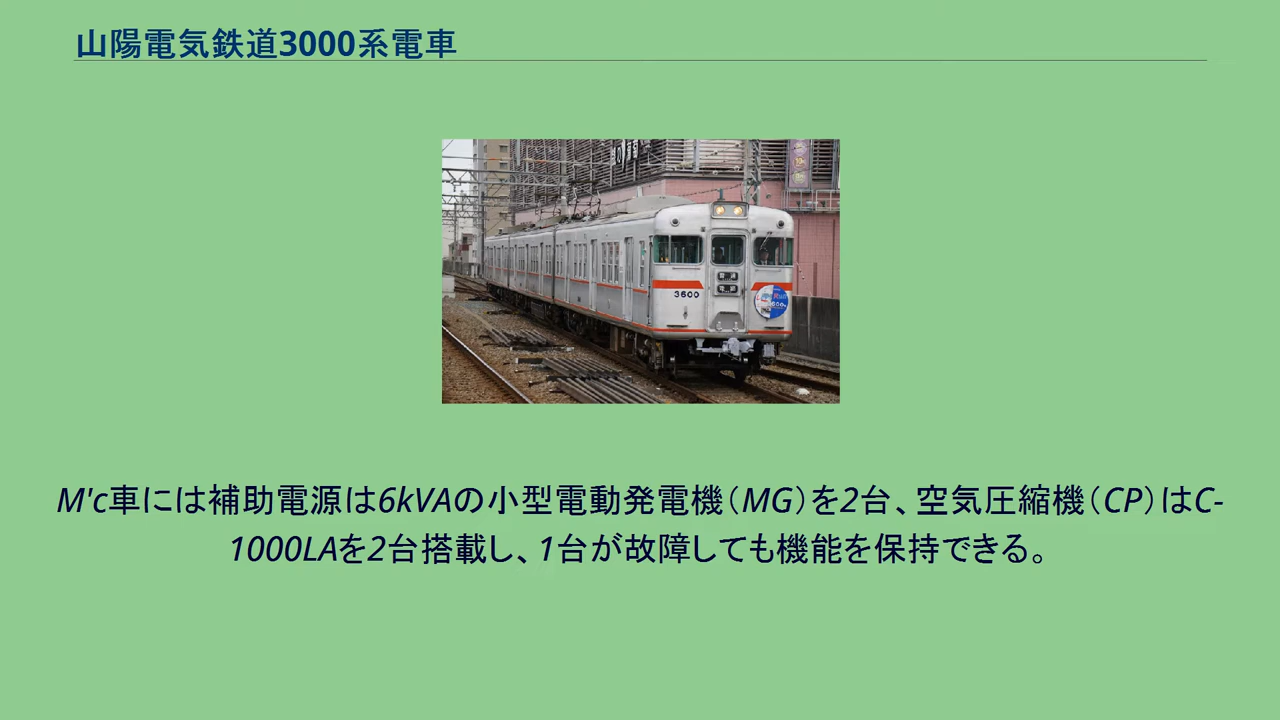 山陽電気鉄道3000系電車
3600
M'c車には補助電源は6kVAの小型電動発電機（MG）を2台、空気圧縮機（CP）はC-
1000LAを2台搭載し、1台が故障しても機能を保持できる。